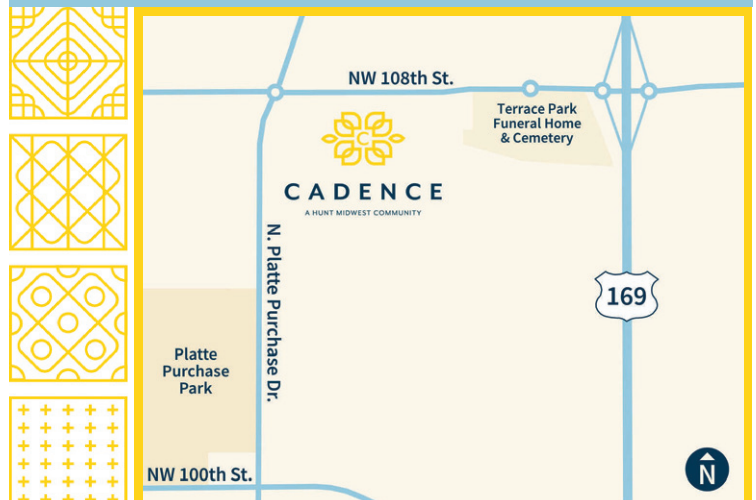 NW 108th St.
Terrace Park
Funeral Home
& Cemetery
C
CADENCE
A HUNT MIDWEST COMMUNITY
N. Platte Purchase Dr.
169
Platte
Purchase
Park
NW 100th St.
N